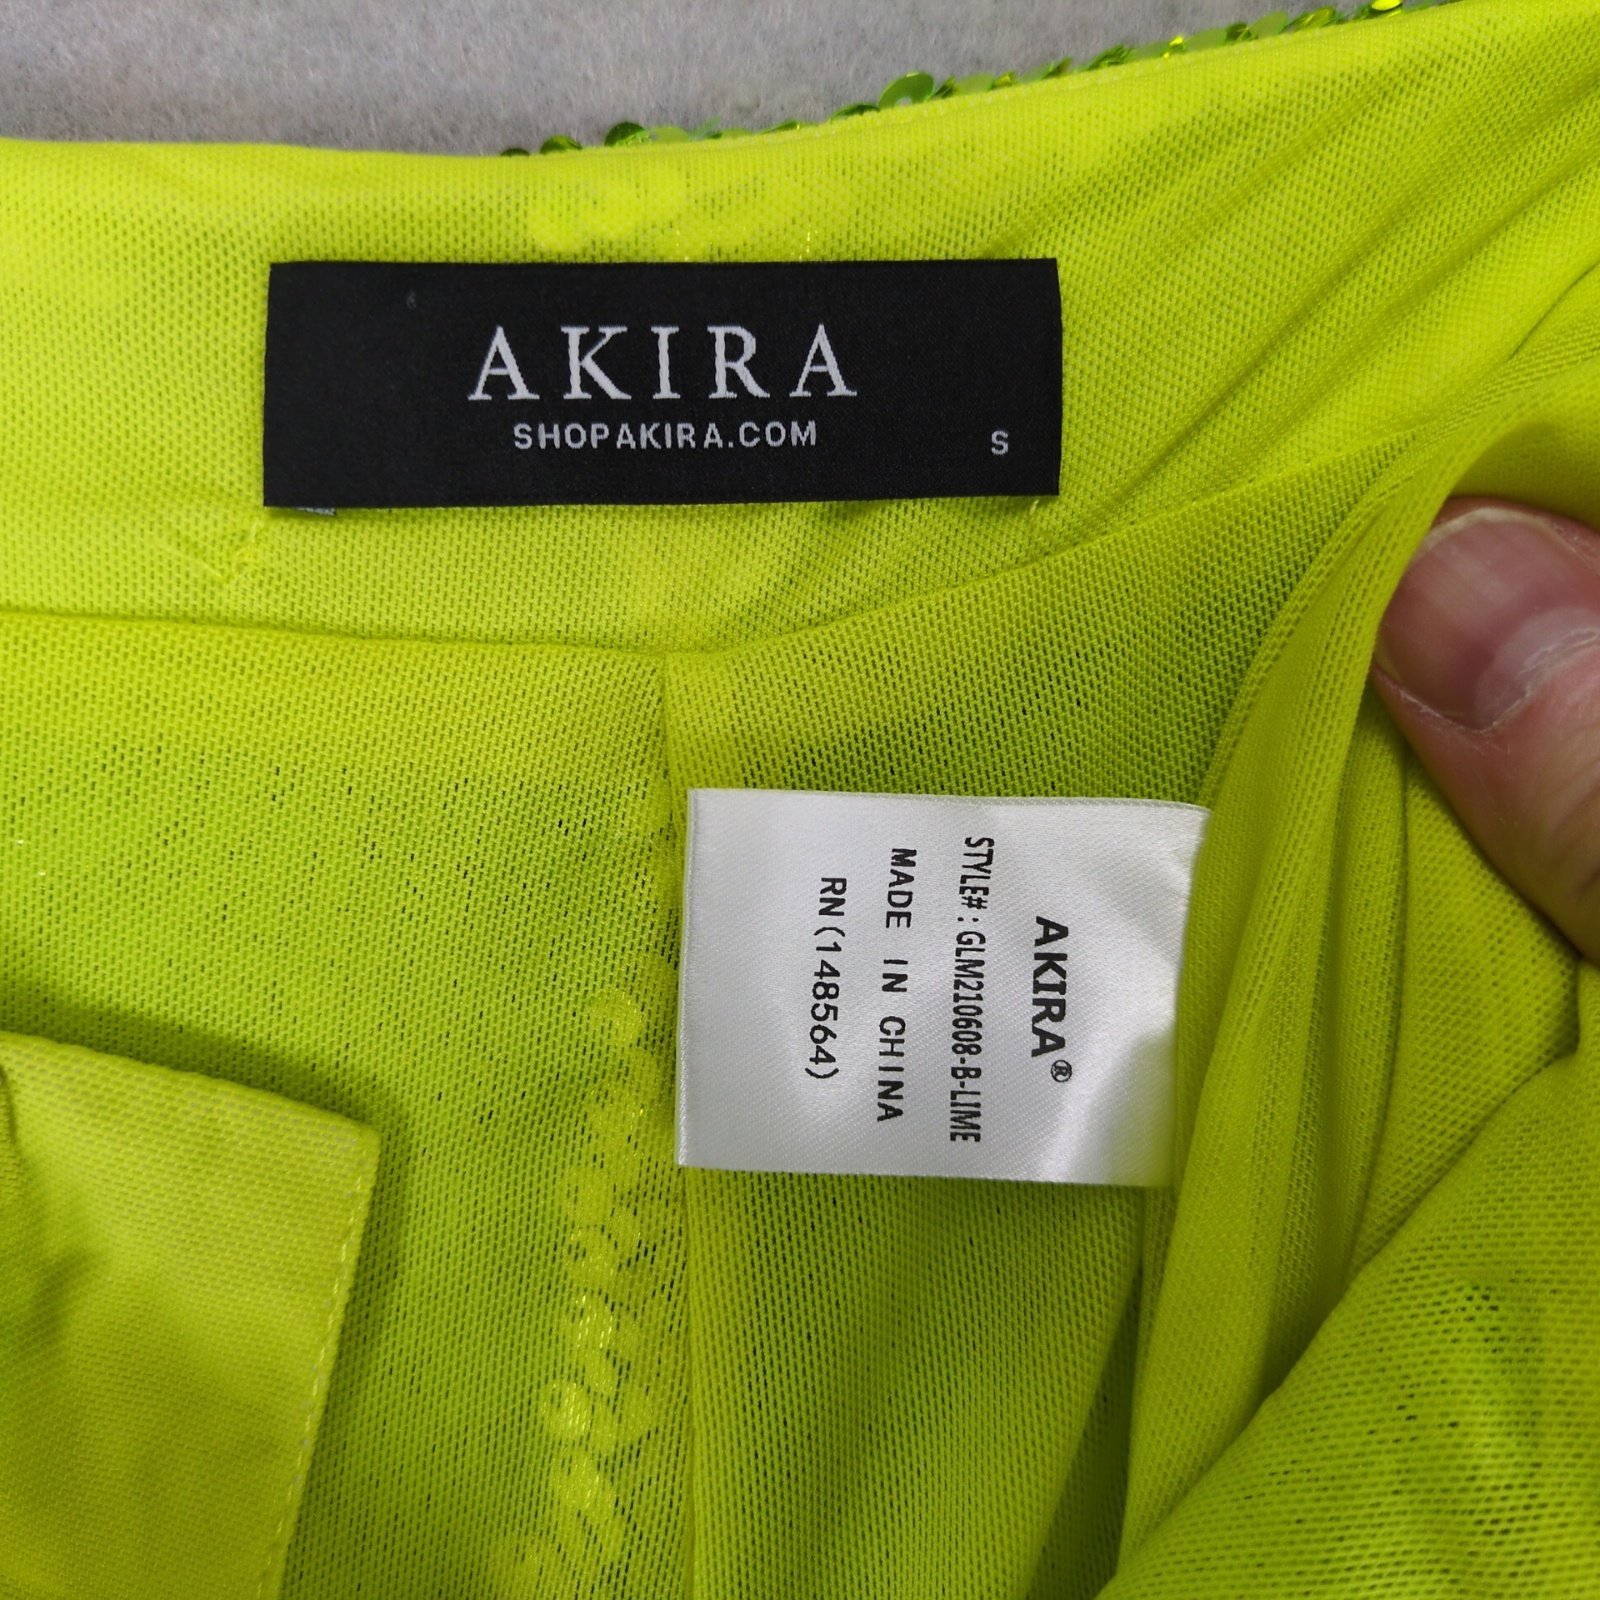 AKIRA
SHOPAKIRA.COM
S
AKIRA®
STYLE#:GLM210608-B-LIME
MADE IN CHINA
RN(148564)